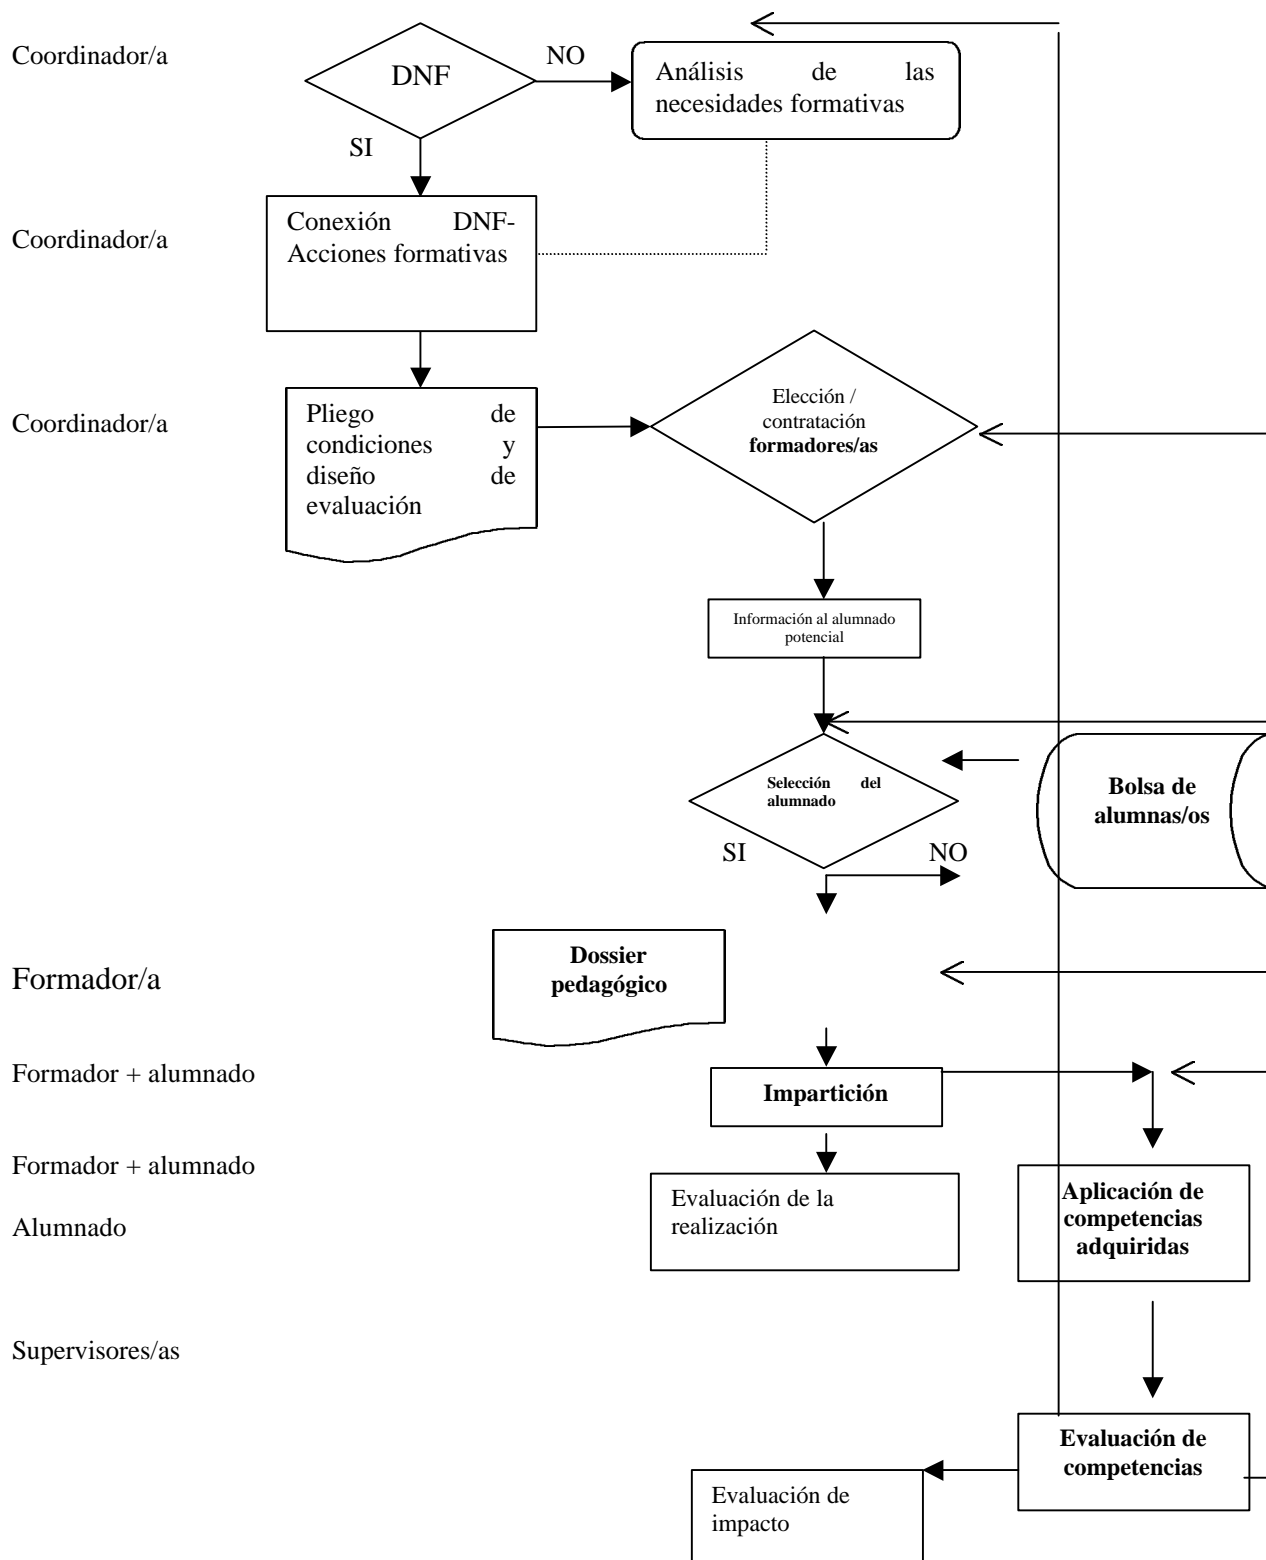 Coordinador/a
DNF
NO
Análisis de las
necesidades formativas
SI
Coordinador/a
Conexión DNF-
Acciones formativas
Coordinador/a
Pliego de
condiciones y
diseño de
evaluación
Elección /
contratación
formadores/as
Información al alumnado
potencial
Selección del
alumnado
Bolsa de
alumnas/os
SI
NO
Formador/a
Dossier
pedagógico
Formador + alumnado
Impartición
Formador + alumnado
Evaluación de la
realización
Aplicación de
competencias
adquiridas
Alumnado
Supervisores/as
Evaluación de
competencias
Evaluación de
impacto